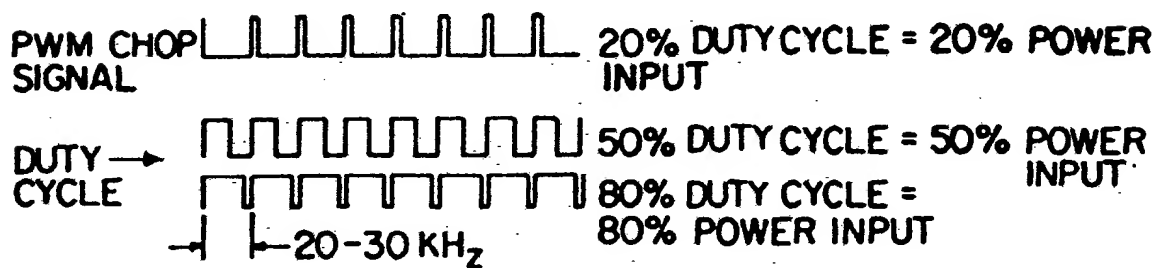 PWM CHOP
SIGNAL
20% DUTY CYCLE = 20% POWER
INPUT
DUTY
CYCLE
50% DUTY CYCLE = 50% POWER
INPUT
80% DUTY CYCLE =
80% POWER INPUT
20-30 KHz